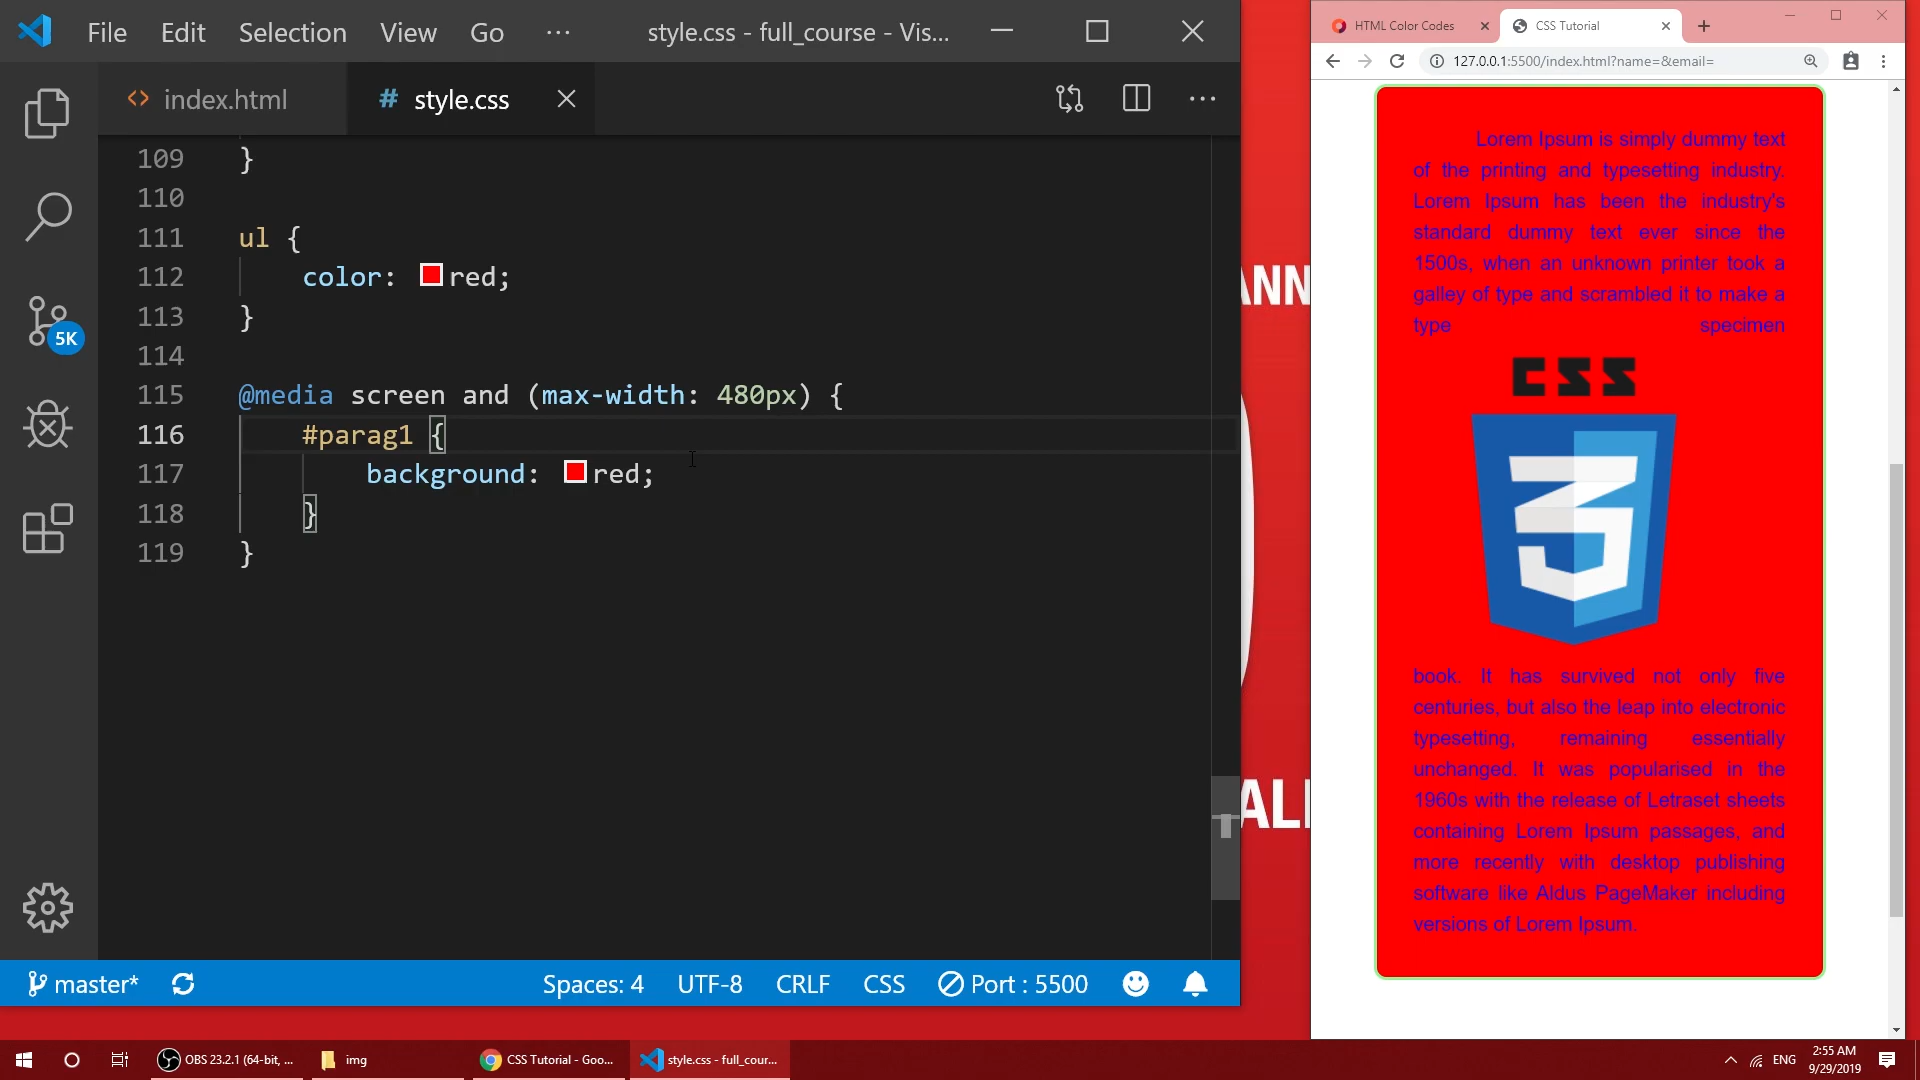 File Edit Selection View Go ··· style.css - full_course - Vis...
index.html # style.css
109 }
110
111 ul {
112 color: red;
113 }
114
115 @media screen and (max-width: 480px) {
116 #parag1 {
117 background: red;
118 }
119 }
5K
master* Spaces: 4 UTF-8 CRLF CSS Port : 5500
ANN
ALL
HTML Color Codes CSS Tutorial
127.0.0.1:5500/index.html?name=&email=
Lorem Ipsum is simply dummy text
of the printing and typesetting industry.
Lorem Ipsum has been the industry's
standard dummy text ever since the
1500s, when an unknown printer took a
galley of type and scrambled it to make a
type specimen
CSS
3
book. It has survived not only five
centuries, but also the leap into electronic
typesetting, remaining essentially
unchanged. It was popularised in the
1960s with the release of Letraset sheets
containing Lorem Ipsum passages, and
more recently with desktop publishing
software like Aldus PageMaker including
versions of Lorem Ipsum.
OBS 23.2.1 (64-bit, ... img CSS Tutorial - Goo... style.css - full_cour... ENG 2:55 AM
9/29/2019